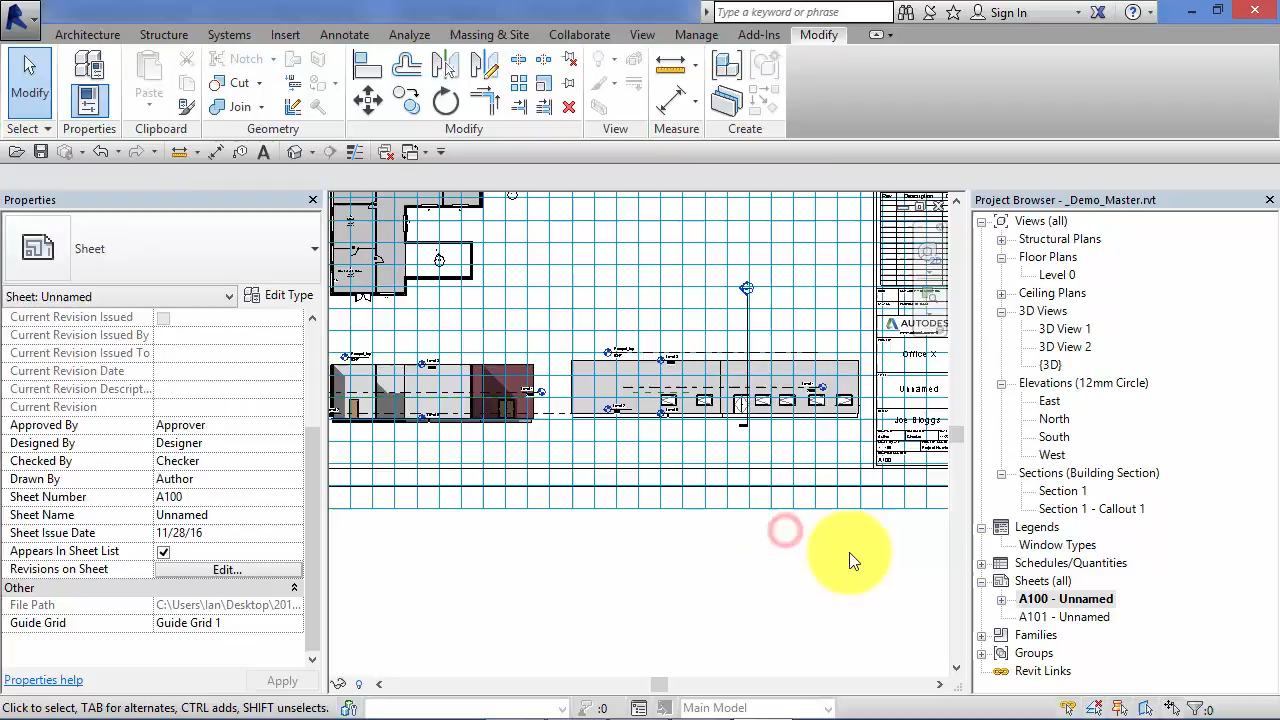 Type a keyword or phrase
Sign In
Architecture
Structure
Systems
Insert
Annotate
Analyze
Massing & Site
Collaborate
View
Manage
Add-Ins
Modify
Notch
Cut
Join
Modify
Paste
Select
Properties
Clipboard
Geometry
Modify
View
Measure
Create
Properties
Sheet
Sheet: Unnamed
Edit Type
Current Revision Issued
Current Revision Issued By
Current Revision Issued To
Current Revision Date
Current Revision Descript...
Current Revision
Approved By Approver
Designed By Designer
Checked By Checker
Drawn By Author
Sheet Number A100
Sheet Name Unnamed
Sheet Issue Date 11/28/16
Appears In Sheet List
Revisions on Sheet Edit...
Other
File Path C:\Users\Ian\Desktop\201...
Guide Grid Guide Grid 1
Properties help
Apply
Description
AUTODES
Office X
Unnamed
Joe Bloggs
A100
Project Browser - _Demo_Master.rvt
Views (all)
Structural Plans
Floor Plans
Level 0
Ceiling Plans
3D Views
3D View 1
3D View 2
{3D}
Elevations (12mm Circle)
East
North
South
West
Sections (Building Section)
Section 1
Section 1 - Callout 1
Legends
Window Types
Schedules/Quantities
Sheets (all)
A100 - Unnamed
A101 - Unnamed
Families
Groups
Revit Links
Click to select, TAB for alternates, CTRL adds, SHIFT unselects.
:0
Main Model
:0